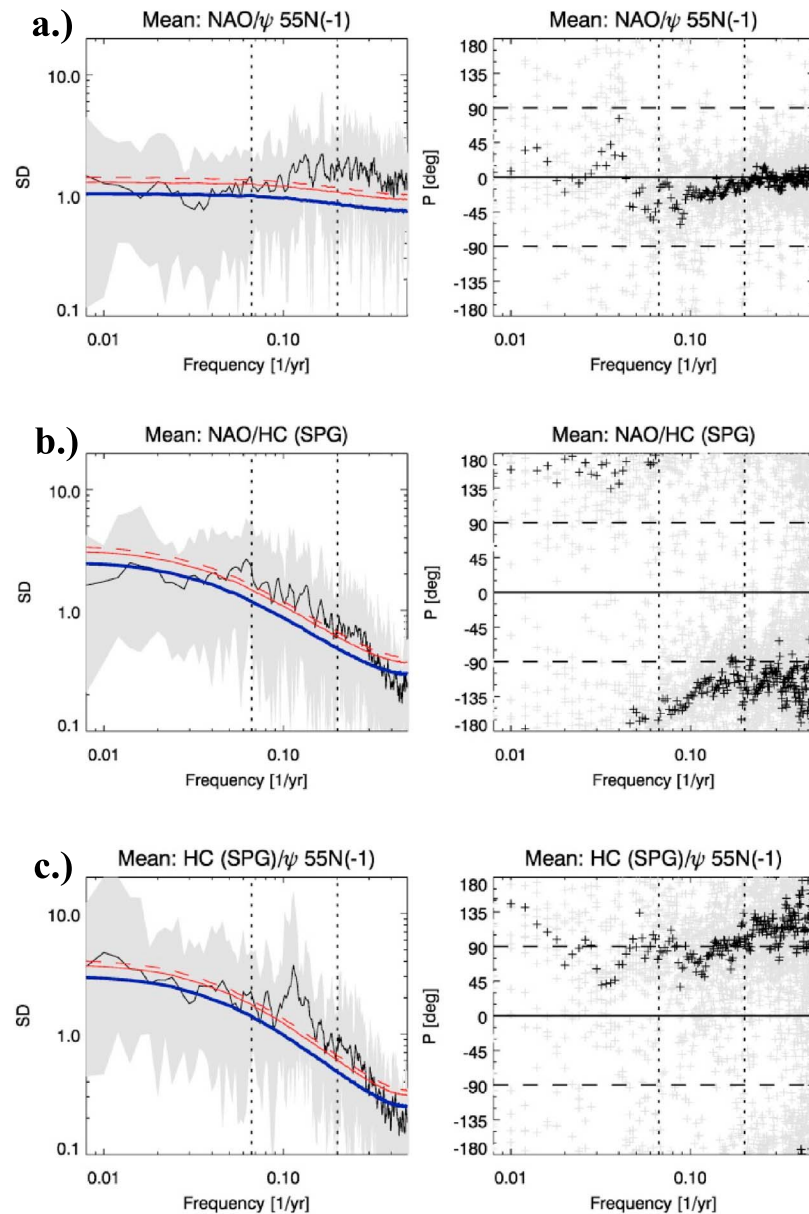 a.)
Mean: NAO/ψ 55N(-1)
10.0
1.0
0.1
SD
0.01 0.10
Frequency [1/yr]
Mean: NAO/ψ 55N(-1)
180
135
90
45
0
-45
-90
-135
-180
P [deg]
0.01 0.10
Frequency [1/yr]
b.)
Mean: NAO/HC (SPG)
10.0
1.0
0.1
SD
0.01 0.10
Frequency [1/yr]
Mean: NAO/HC (SPG)
180
135
90
45
0
-45
-90
-135
-180
P [deg]
0.01 0.10
Frequency [1/yr]
c.)
Mean: HC (SPG)/ψ 55N(-1)
10.0
1.0
0.1
SD
0.01 0.10
Frequency [1/yr]
Mean: HC (SPG)/ψ 55N(-1)
180
135
90
45
0
-45
-90
-135
-180
P [deg]
0.01 0.10
Frequency [1/yr]